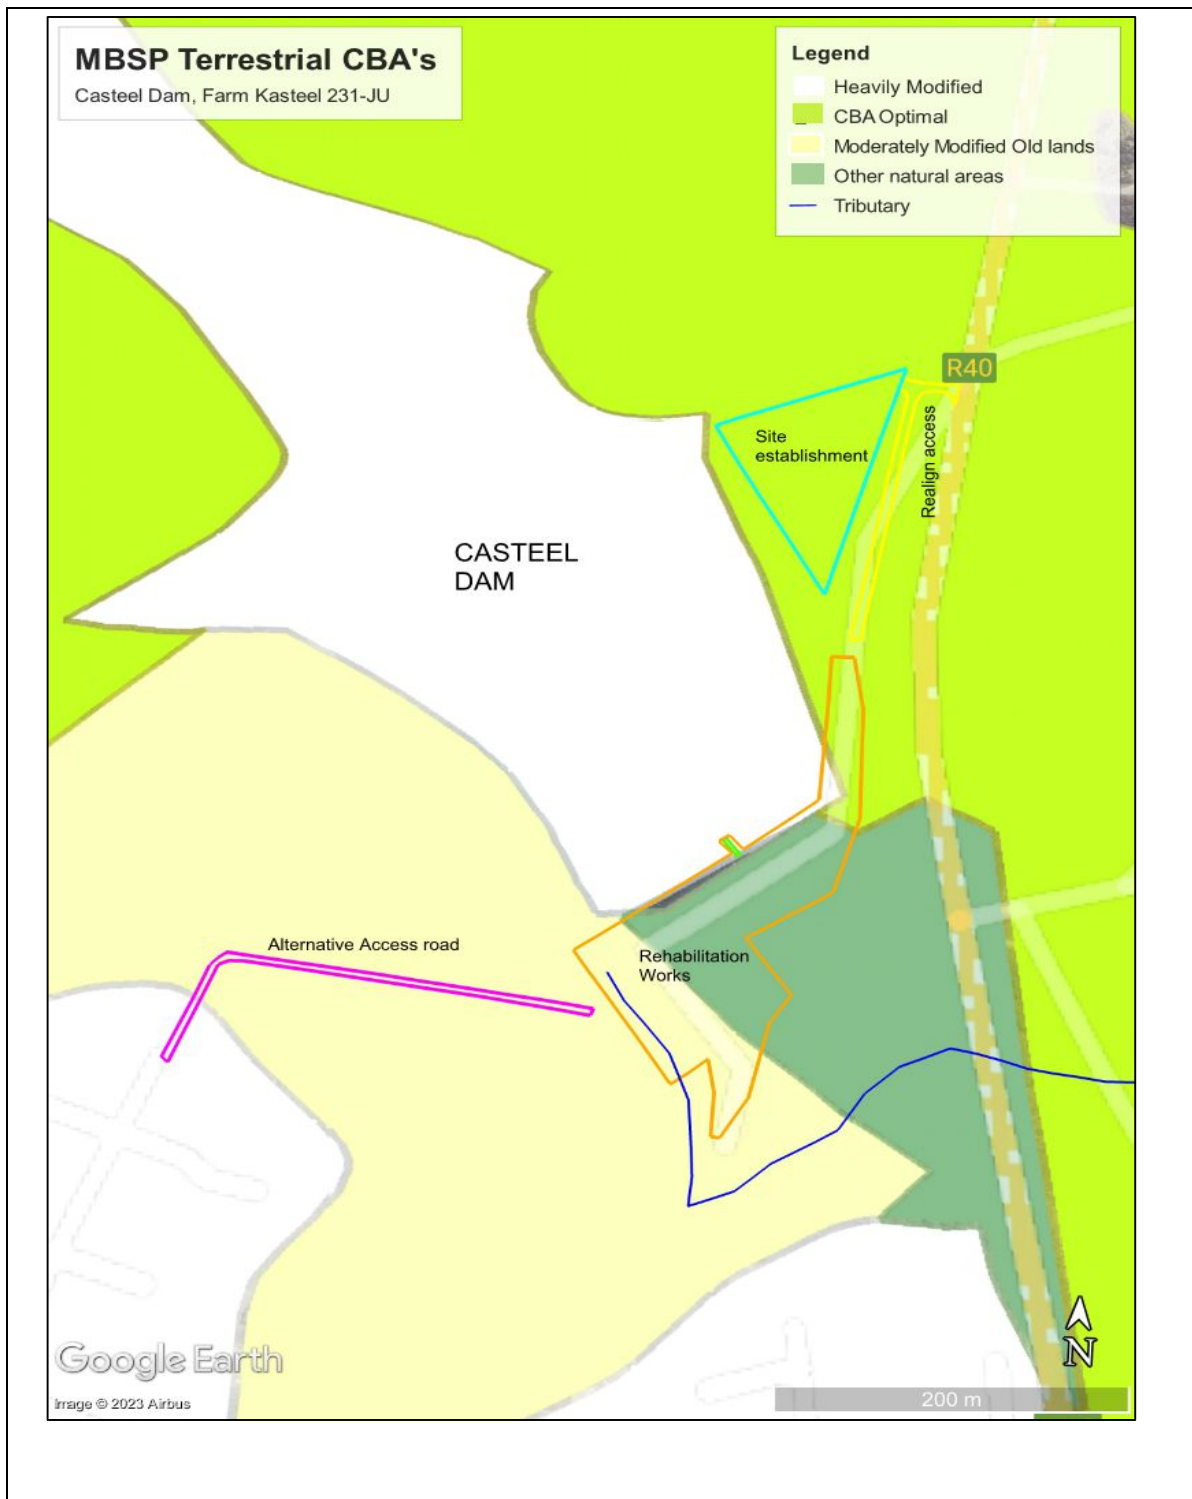 MBSP Terrestrial CBA's
Casteel Dam, Farm Kasteel 231-JU
Legend
Heavily Modified
CBA Optimal
Moderately Modified Old lands
Other natural areas
Tributary
R40
Site
establishment
Realign access
CASTEEL
DAM
Alternative Access road
Rehabilitation
Works
N
Google Earth
Image © 2023 Airbus
200 m